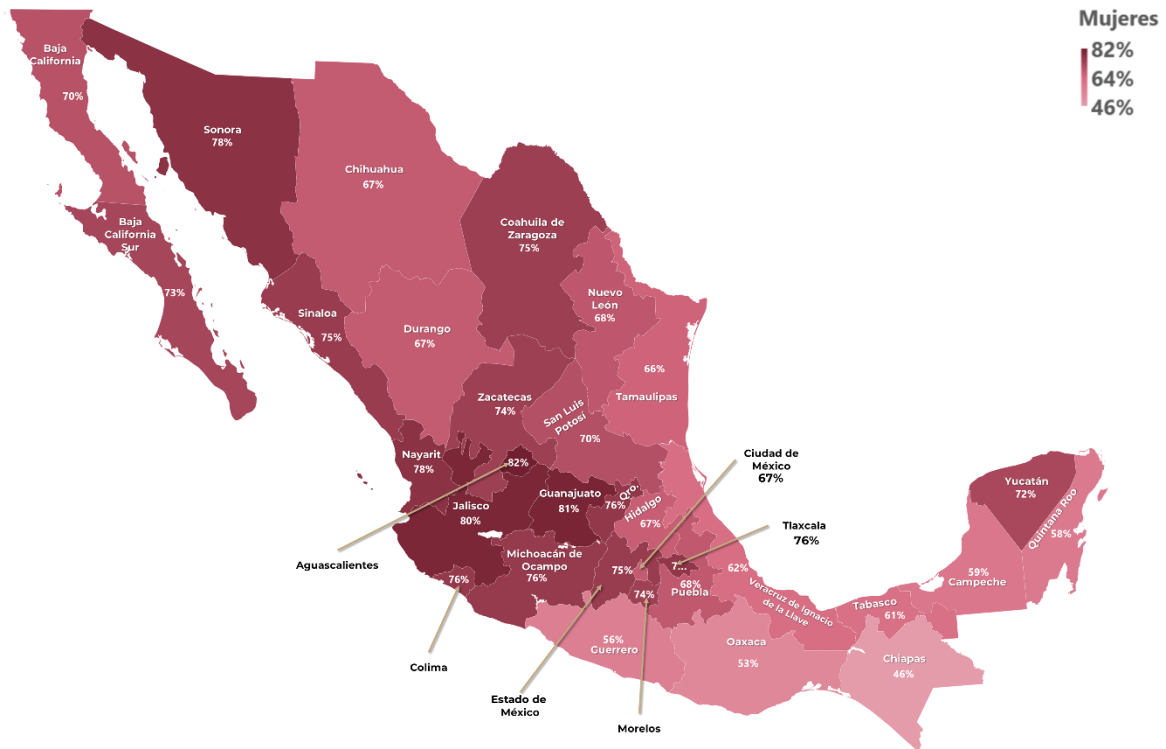 Mujeres
82%
64%
46%
Baja
California
70%
Sonora
78%
Chihuahua
67%
Baja
California
Sur
73%
Coahuila de
Zaragoza
75%
Nuevo
León
68%
Sinaloa
75%
Durango
67%
66%
Tamaulipas
Zacatecas
74%
San Luis
Potosí
70%
Nayarit
78%
82%
Aguascalientes
Jalisco
80%
Guanajuato
81%
Qro.
76%
Hidalgo
67%
Ciudad de
México
67%
Tlaxcala
76%
7...
Michoacán de
Ocampo
76%
76%
Colima
75%
Estado de
México
74%
Morelos
68%
Puebla
62%
Veracruz de Ignacio
de la Llave
56%
Guerrero
Oaxaca
53%
Tabasco
61%
Chiapas
46%
59%
Campeche
Yucatán
72%
Quintana Roo
58%